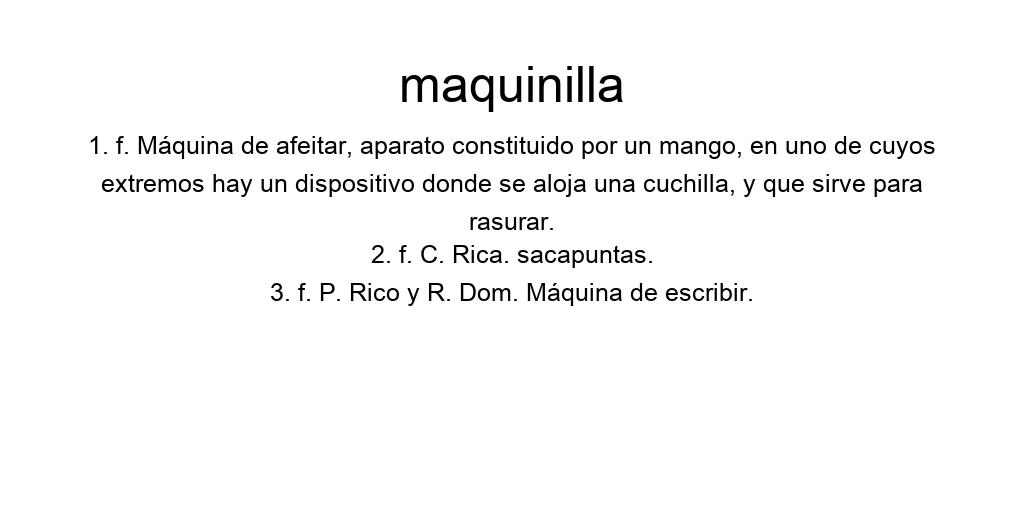 maquinilla
1. f. Máquina de afeitar, aparato constituido por un mango, en uno de cuyos
extremos hay un dispositivo donde se aloja una cuchilla, y que sirve para
rasurar.
2. f. C. Rica. sacapuntas.
3. f. P. Rico y R. Dom. Máquina de escribir.